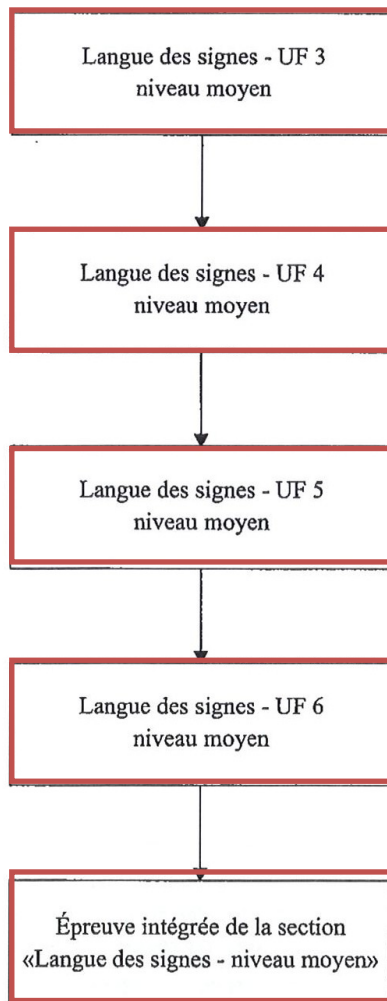 Langue des signes - UF 3
niveau moyen
Langue des signes - UF 4
niveau moyen
Langue des signes - UF 5
niveau moyen
Langue des signes - UF 6
niveau moyen
Épreuve intégrée de la section
«Langue des signes - niveau moyen»